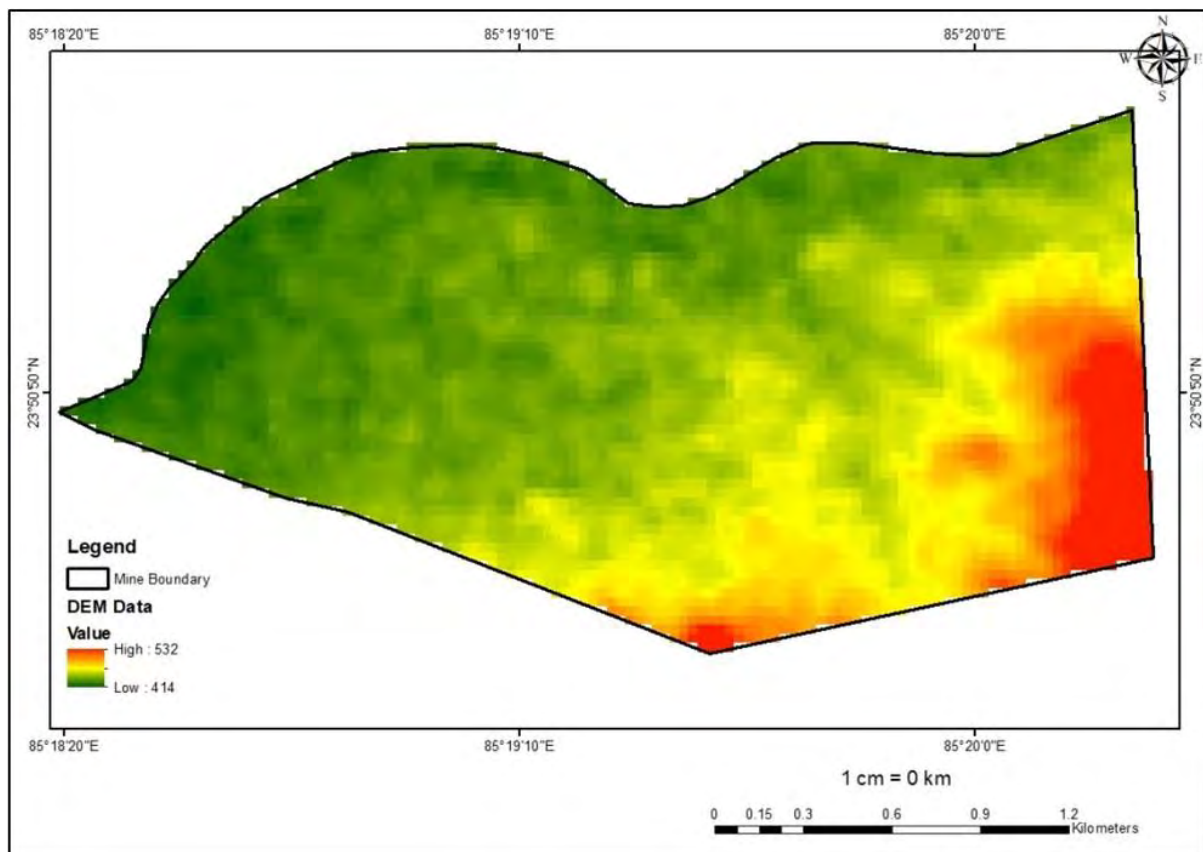 85°18'20"E 85°19'10"E 85°20'0"E
N
W E
S
23°50'50"N 23°50'50"N
Legend
Mine Boundary
DEM Data
Value
High : 532
Low : 414
85°18'20"E 85°19'10"E 85°20'0"E
1 cm = 0 km
0 0.15 0.3 0.6 0.9 1.2
Kilometers